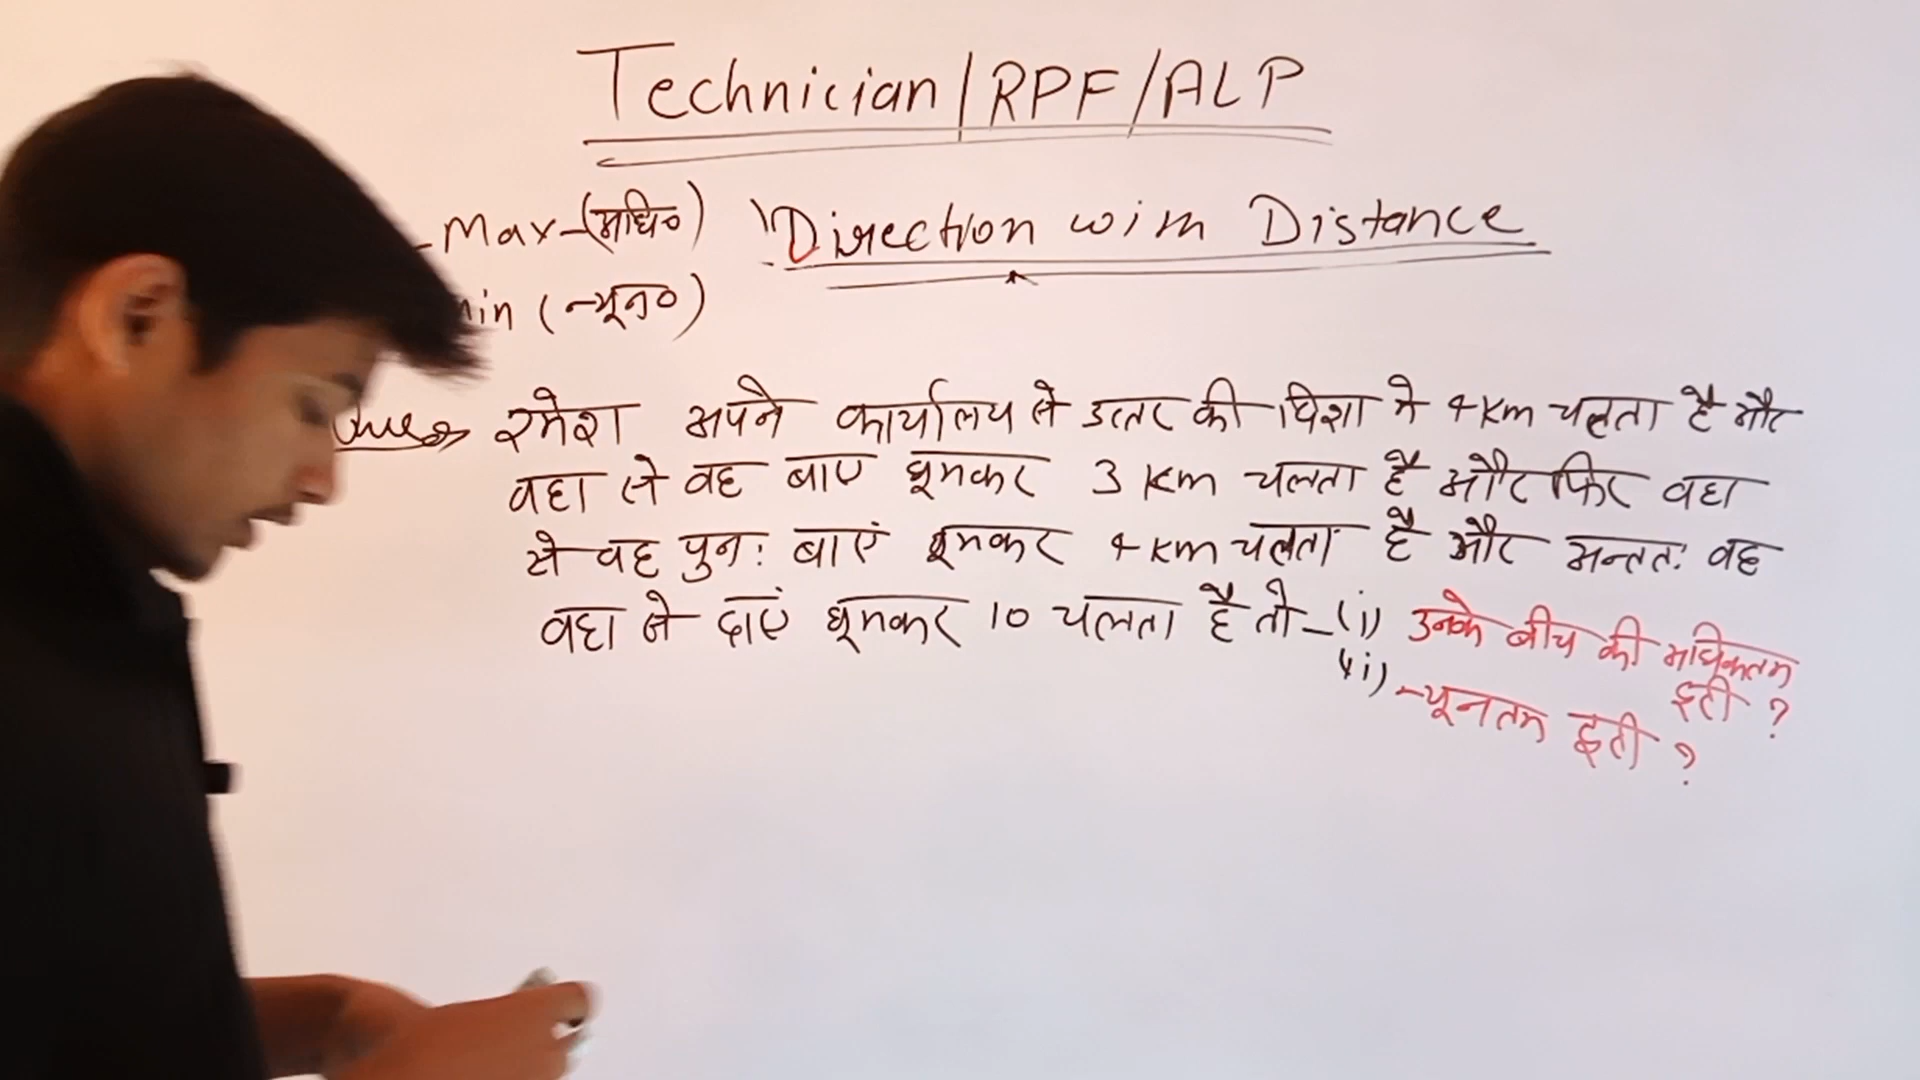 Technician/RPF/ALP
Max-(अधि०) Direction with Distance
min (न्यून०)
Que रमेश अपने कार्यालय से उत्तर की दिशा मे 4 km चलता है और
वहा से वह बाए घूमकर 3 km चलता है और फिर वहा
से वह पुनः बाएं घूमकर 4 km चलता है और अन्ततः वह
वहा से दाएं घूमकर 10 चलता है तो - (i) उनके बीच की अधिकतम
दूरी ?
(ii) न्यूनतम दूरी ?